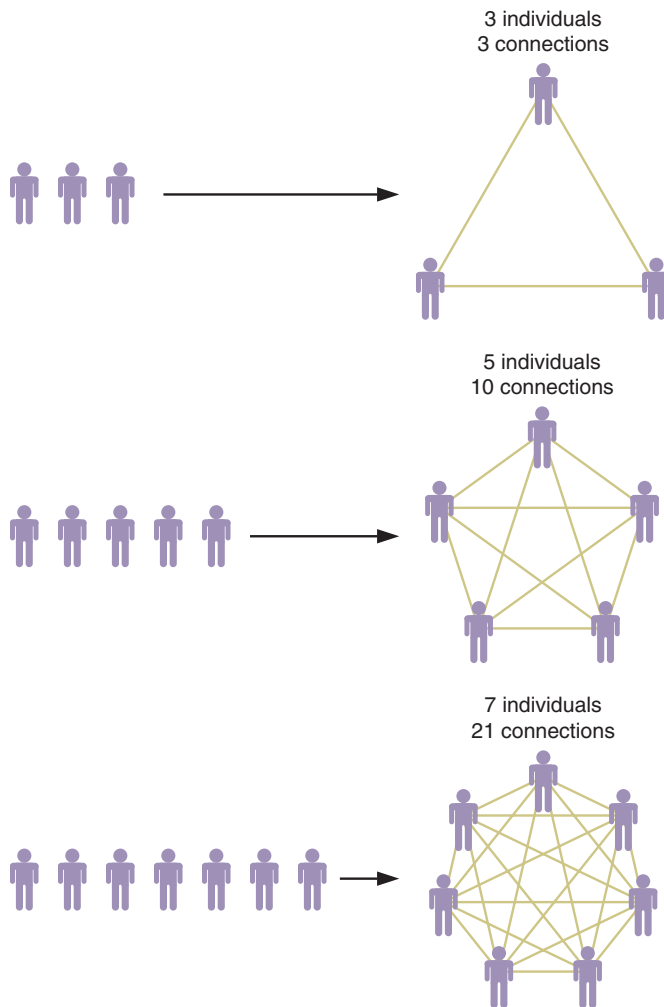 3 individuals
3 connections
5 individuals
10 connections
7 individuals
21 connections